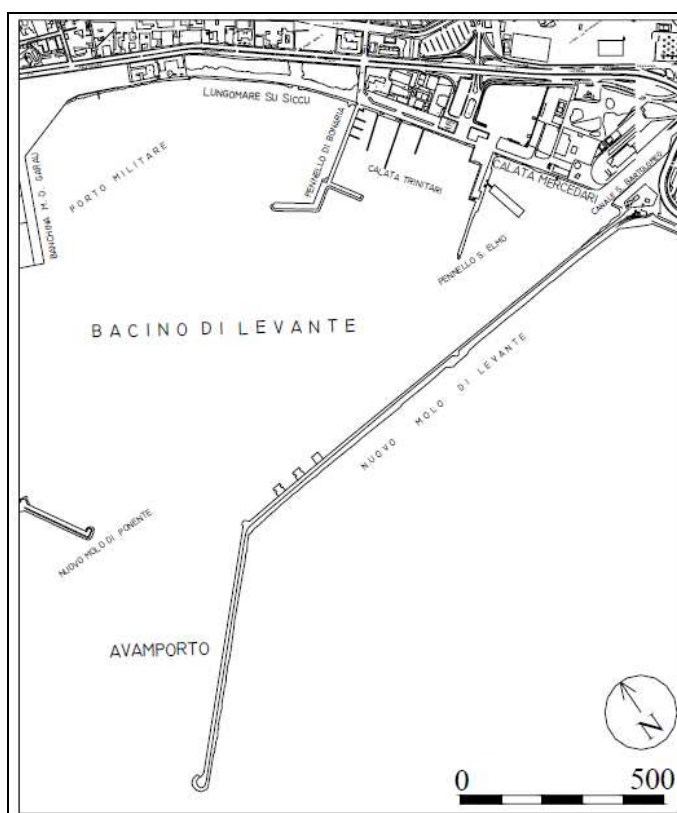 LUNGOMARE SU SICCU
PENNELLO DI BONARIA
CALATA TRINITARI
CALATA MERCEDARI
CANALE S. BARTOLOMEO
PORTO MILITARE
BANCHINA M. O. GARAU
PENNELLO S. ELMO
BACINO DI LEVANTE
NUOVO MOLO DI LEVANTE
NUOVO MOLO DI PONENTE
AVAMPORTO
N
0 500